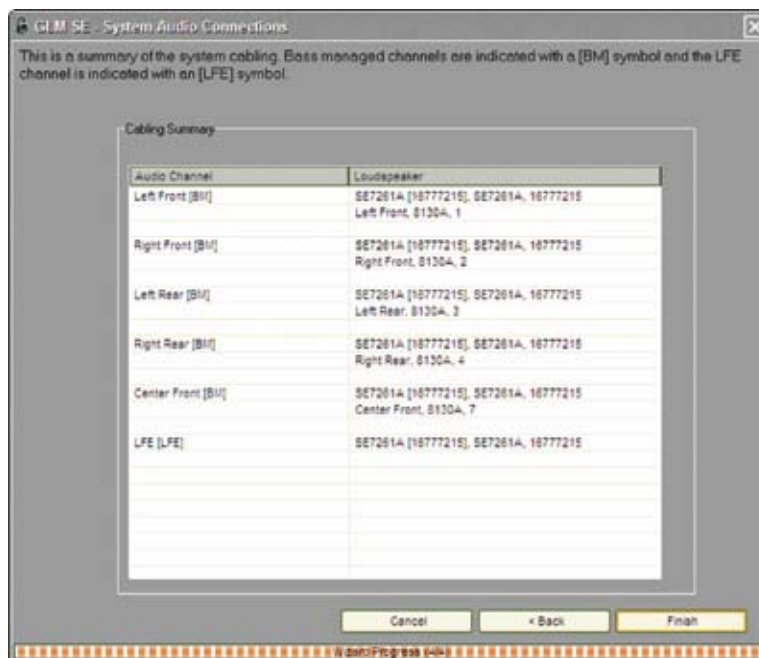 GLM SE - System Audio Connections
This is a summary of the system cabling. Bass managed channels are indicated with a [BM] symbol and the LFE
channel is indicated with an [LFE] symbol.
Cabling Summary
Audio Channel Loudspeaker
Left Front [BM] SE7261A [16777215], SE7261A, 16777215
Left Front, 8130A, 1
Right Front [BM] SE7261A [16777215], SE7261A, 16777215
Right Front, 8130A, 2
Left Rear [BM] SE7261A [16777215], SE7261A, 16777215
Left Rear, 8130A, 3
Right Rear [BM] SE7261A [16777215], SE7261A, 16777215
Right Rear, 8130A, 4
Center Front [BM] SE7261A [16777215], SE7261A, 16777215
Center Front, 8130A, 7
LFE [LFE] SE7261A [16777215], SE7261A, 16777215
Cancel < Back Finish
Wizard Progress (4/4)